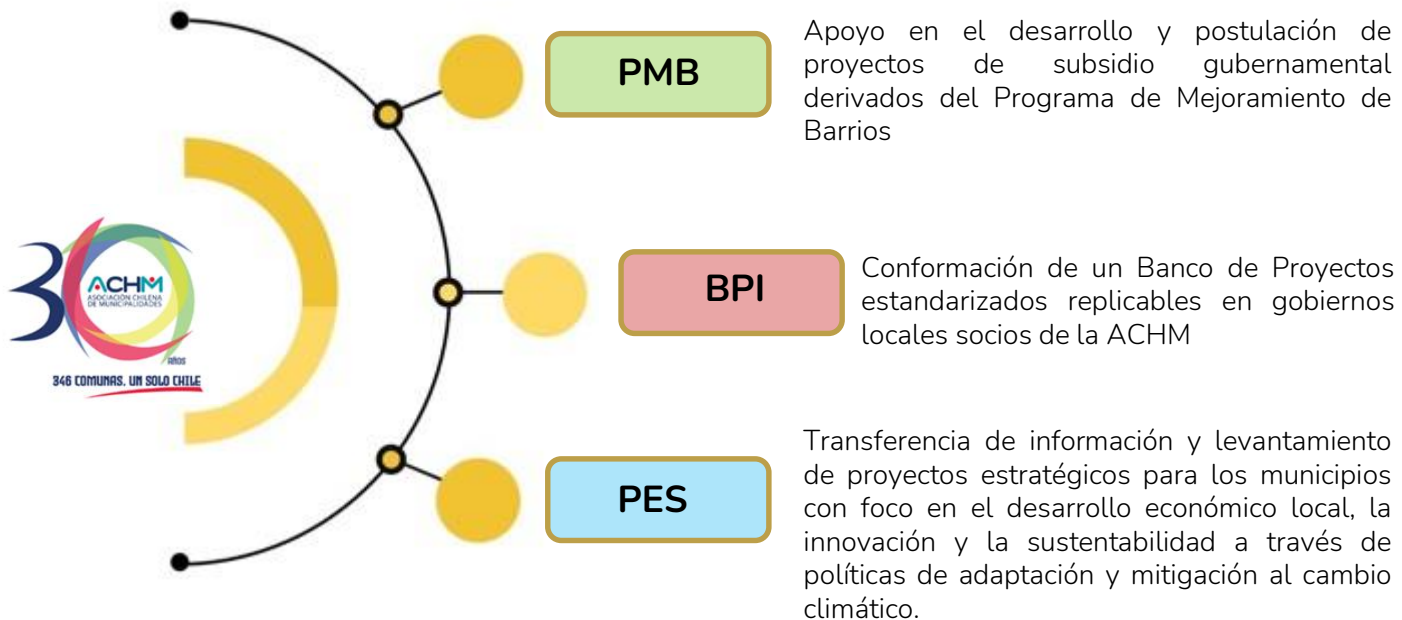 PMB
Apoyo en el desarrollo y postulación de
proyectos de subsidio gubernamental
derivados del Programa de Mejoramiento de
Barrios
30
ACHM
ASOCIACIÓN CHILENA
DE MUNICIPALIDADES
AÑOS
346 COMUNAS, UN SOLO CHILE
BPI
Conformación de un Banco de Proyectos
estandarizados replicables en gobiernos
locales socios de la ACHM
PES
Transferencia de información y levantamiento
de proyectos estratégicos para los municipios
con foco en el desarrollo económico local, la
innovación y la sustentabilidad a través de
políticas de adaptación y mitigación al cambio
climático.